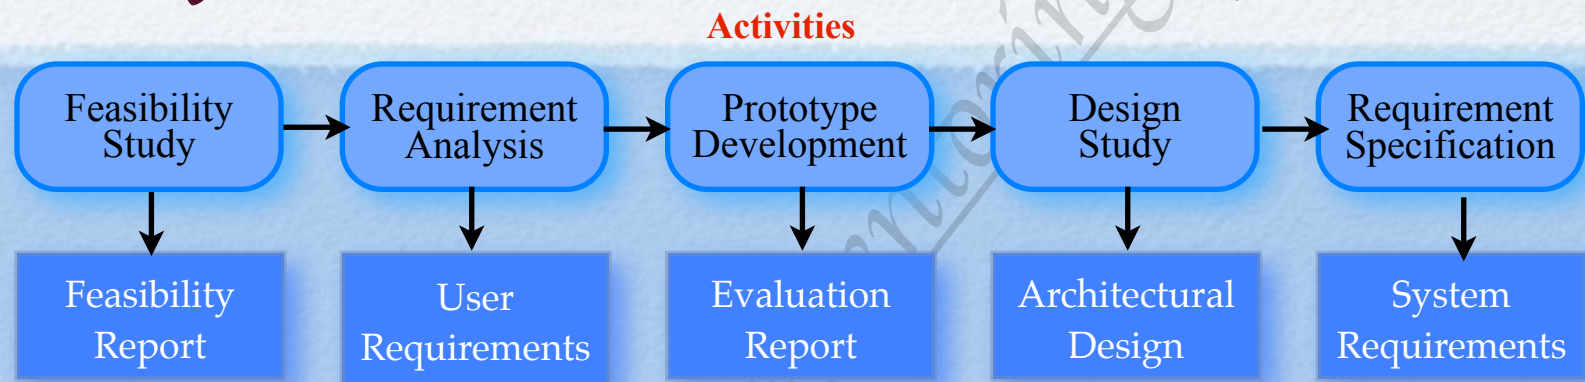 Activities
Feasibility
Study
Requirement
Analysis
Prototype
Development
Design
Study
Requirement
Specification
Feasibility
Report
User
Requirements
Evaluation
Report
Architectural
Design
System
Requirements